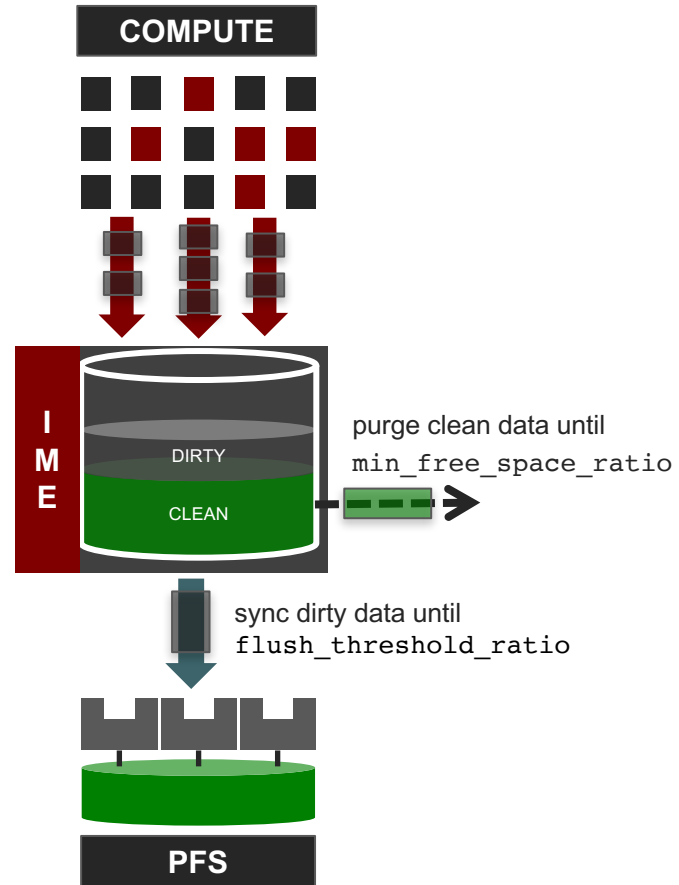 COMPUTE
I
M
E
DIRTY
CLEAN
purge clean data until
min_free_space_ratio
sync dirty data until
flush_threshold_ratio
PFS